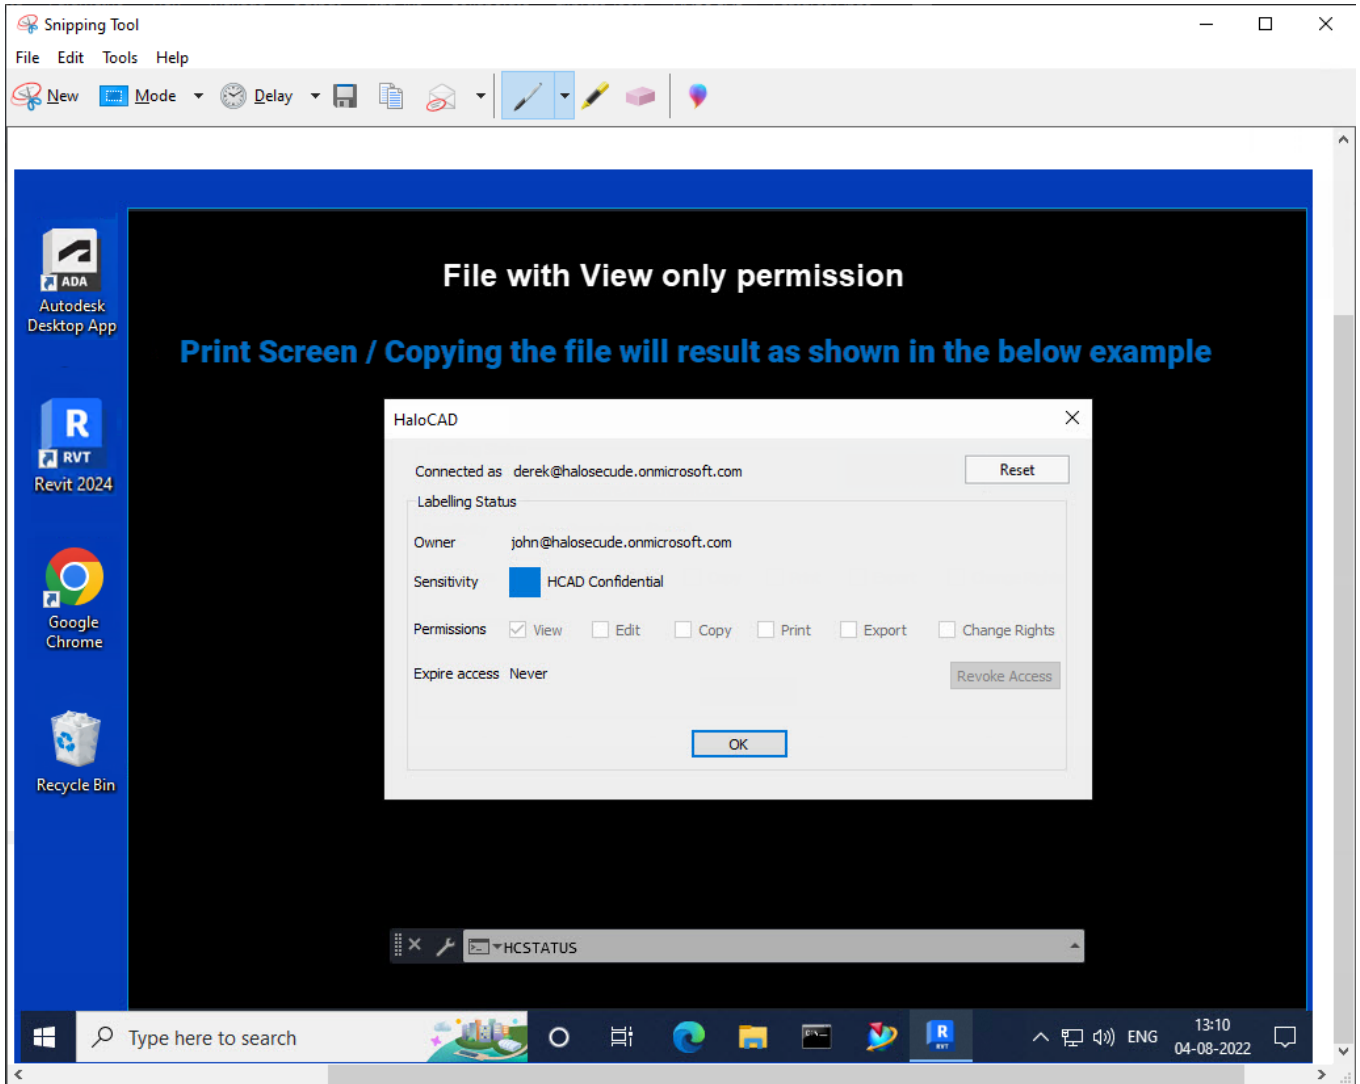 Snipping Tool
File Edit Tools Help
New Mode Delay
ADA
Autodesk
Desktop App
File with View only permission
Print Screen / Copying the file will result as shown in the below example
R
RVT
Revit 2024
Google
Chrome
Recycle Bin
HaloCAD
Connected as derek@halosecude.onmicrosoft.com Reset
Labelling Status
Owner john@halosecude.onmicrosoft.com
Sensitivity HCAD Confidential
Permissions View Edit Copy Print Export Change Rights
Expire access Never Revoke Access
OK
HCSTATUS
Type here to search
R
RVT
ENG
13:10
04-08-2022